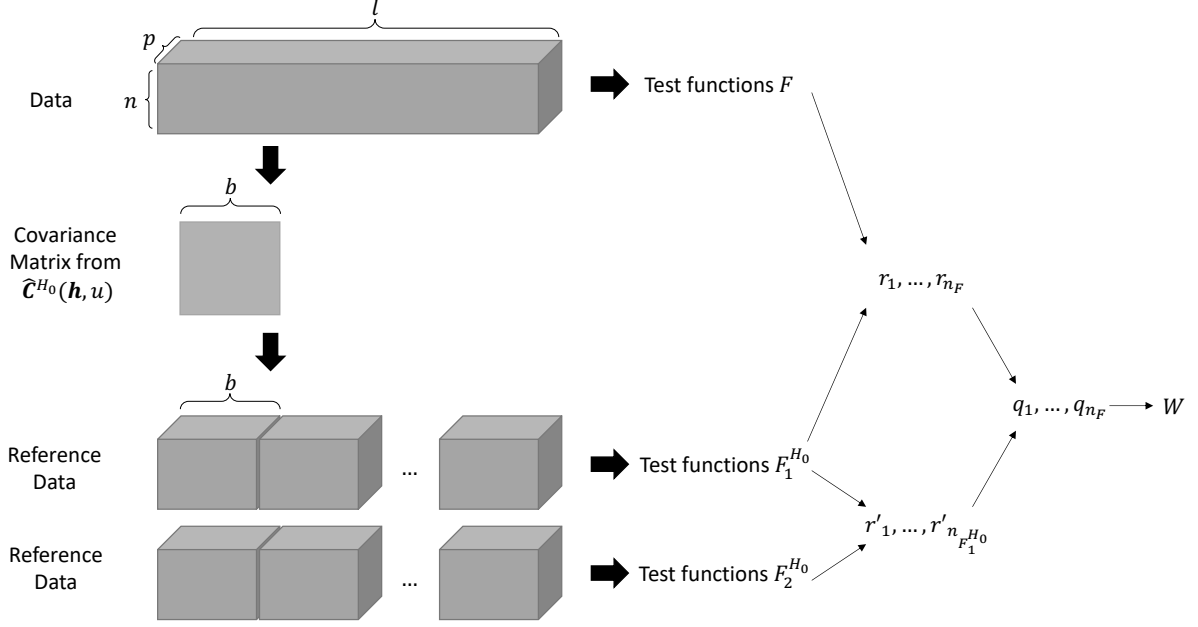 l
p
n
Data
Test functions F
b
Covariance
Matrix from
Ĉ^{H_0}(h, u)
r_1, … , r_{n_F}
b
q_1, … , q_{n_F}
W
Reference
Data
...
Test functions F_1^{H_0}
r'_1, … , r'_{n_{F_1^{H_0}}}
Reference
Data
...
Test functions F_2^{H_0}